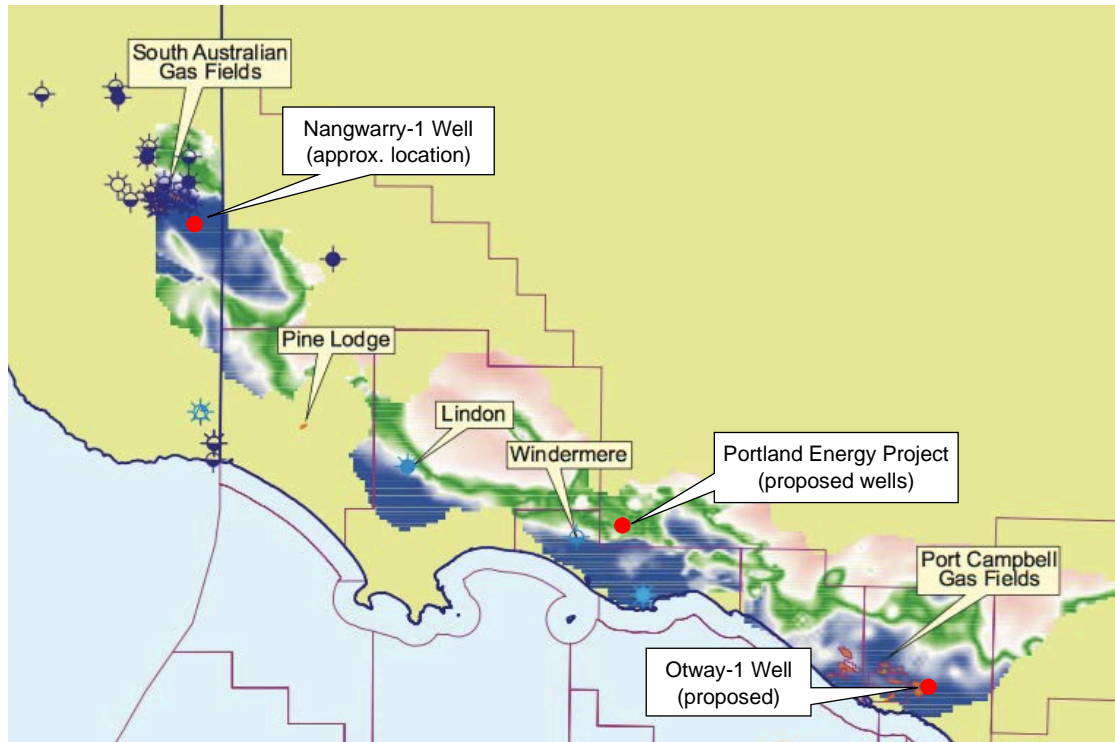 South Australian
Gas Fields
Nangwarry-1 Well
(approx. location)
Pine Lodge
Lindon
Windermere
Portland Energy Project
(proposed wells)
Port Campbell
Gas Fields
Otway-1 Well
(proposed)